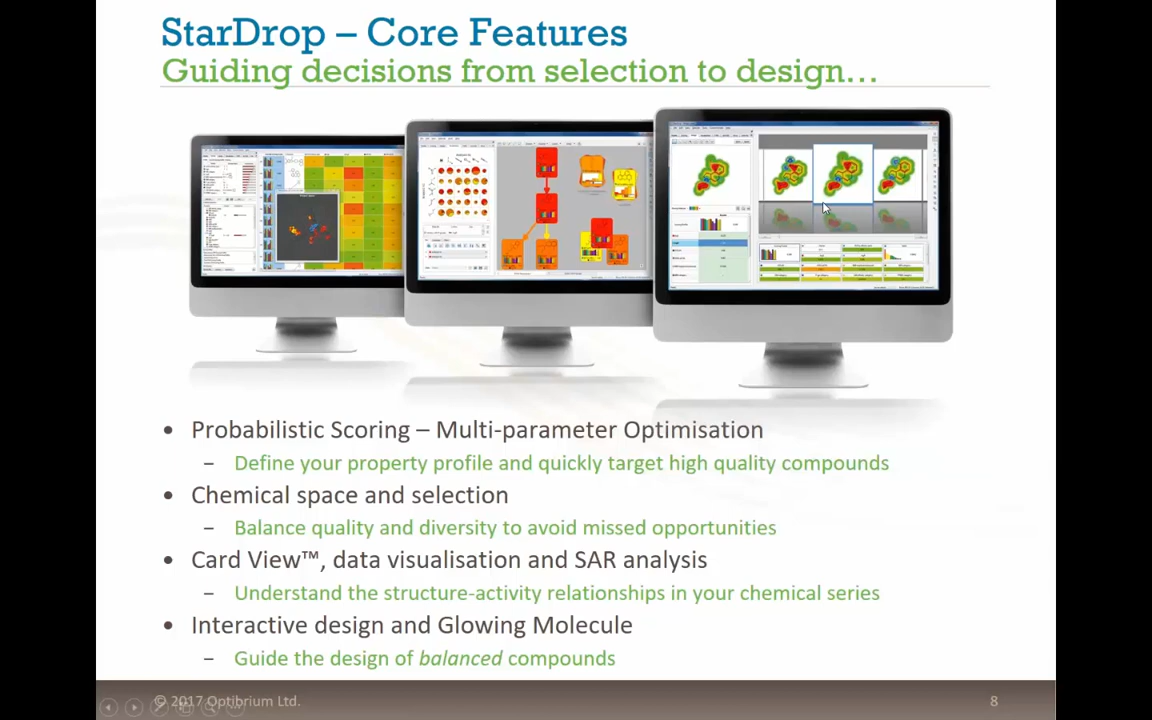 StarDrop – Core Features
Guiding decisions from selection to design…
• Probabilistic Scoring – Multi-parameter Optimisation
– Define your property profile and quickly target high quality compounds
• Chemical space and selection
– Balance quality and diversity to avoid missed opportunities
• Card View™, data visualisation and SAR analysis
– Understand the structure-activity relationships in your chemical series
• Interactive design and Glowing Molecule
– Guide the design of balanced compounds
© 2017 Optibrium Ltd.
8